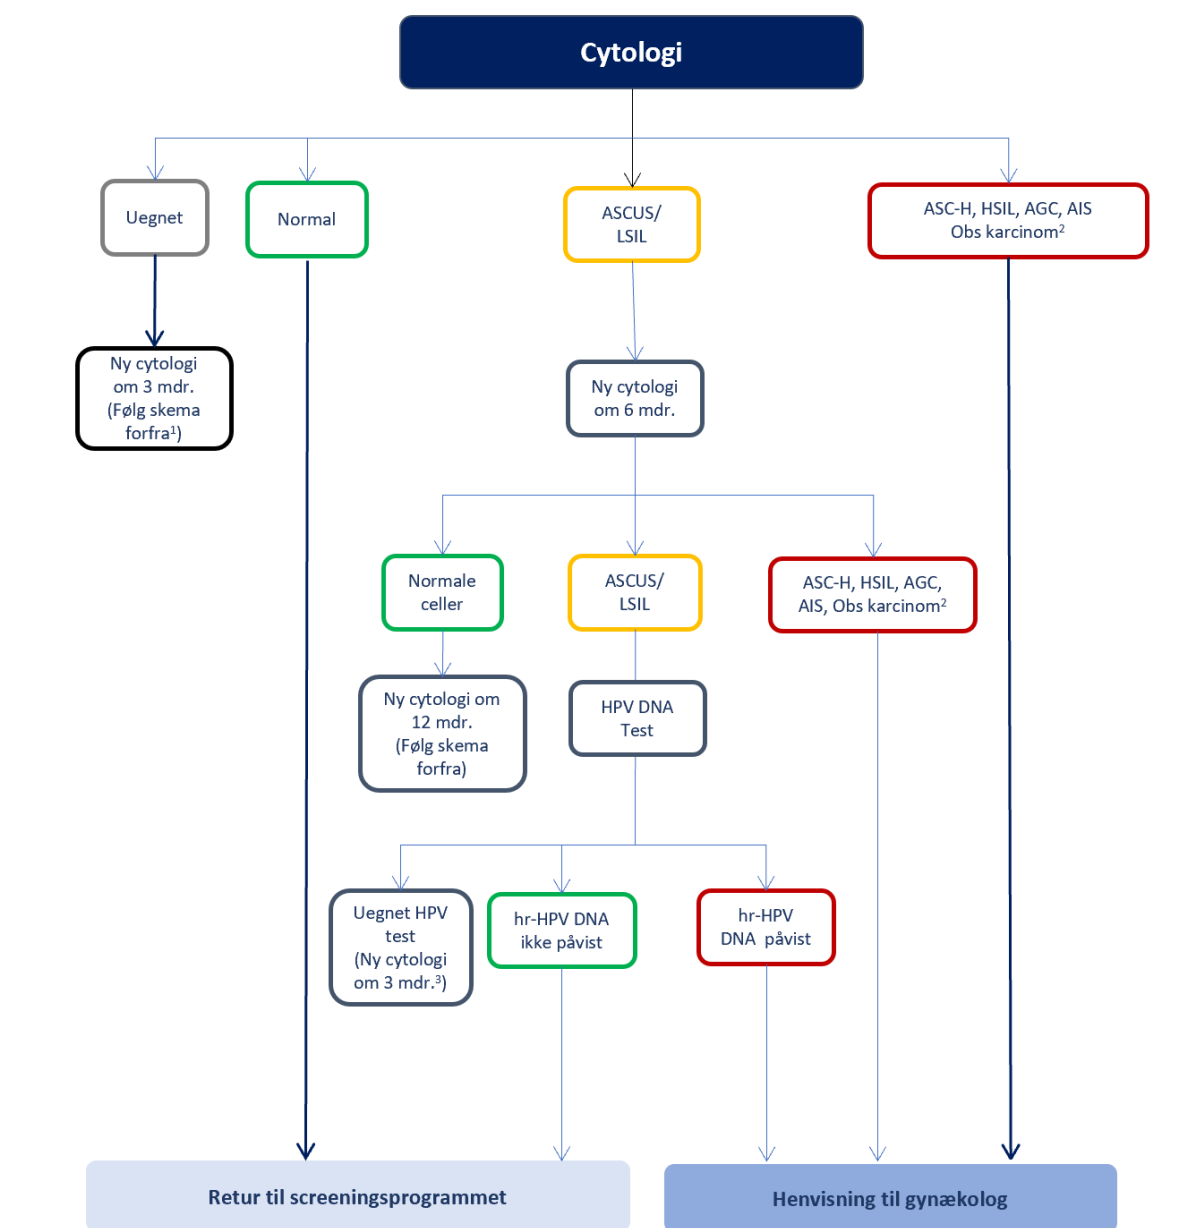 Cytologi
Uegnet
Normal
ASCUS/
LSIL
ASC-H, HSIL, AGC, AIS
Obs karcinom²
Ny cytologi
om 3 mdr.
(Følg skema
forfra¹)
Ny cytologi
om 6 mdr.
Normale
celler
ASCUS/
LSIL
ASC-H, HSIL, AGC,
AIS, Obs karcinom²
Ny cytologi om
12 mdr.
(Følg skema
forfra)
HPV DNA
Test
Uegnet HPV
test
(Ny cytologi
om 3 mdr.³)
hr-HPV DNA
ikke påvist
hr-HPV
DNA påvist
Retur til screeningsprogrammet
Henvisning til gynækolog